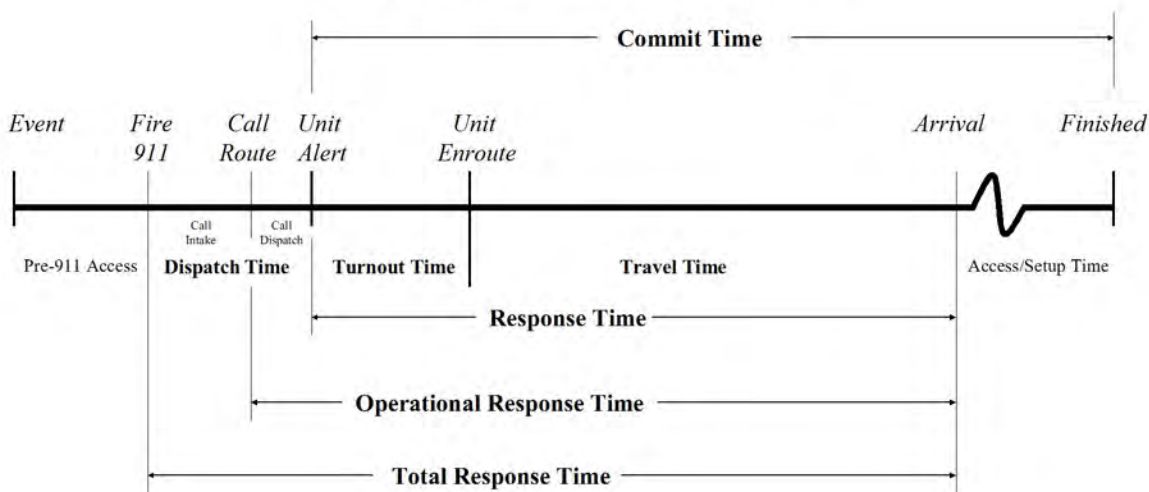 Commit Time
Event
Fire
911
Call
Route
Unit
Alert
Unit
Enroute
Arrival
Finished
Call
Intake
Call
Dispatch
Pre-911 Access
Dispatch Time
Turnout Time
Travel Time
Access/Setup Time
Response Time
Operational Response Time
Total Response Time